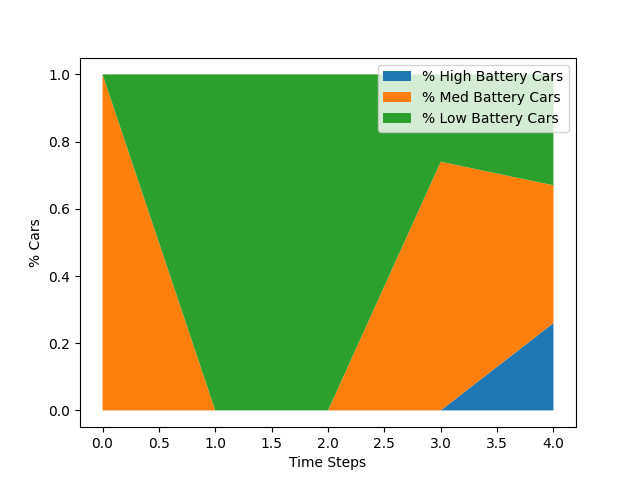 % High Battery Cars
% Med Battery Cars
% Low Battery Cars
1.0
0.8
0.6
0.4
0.2
0.0
% Cars
0.0 0.5 1.0 1.5 2.0 2.5 3.0 3.5 4.0
Time Steps